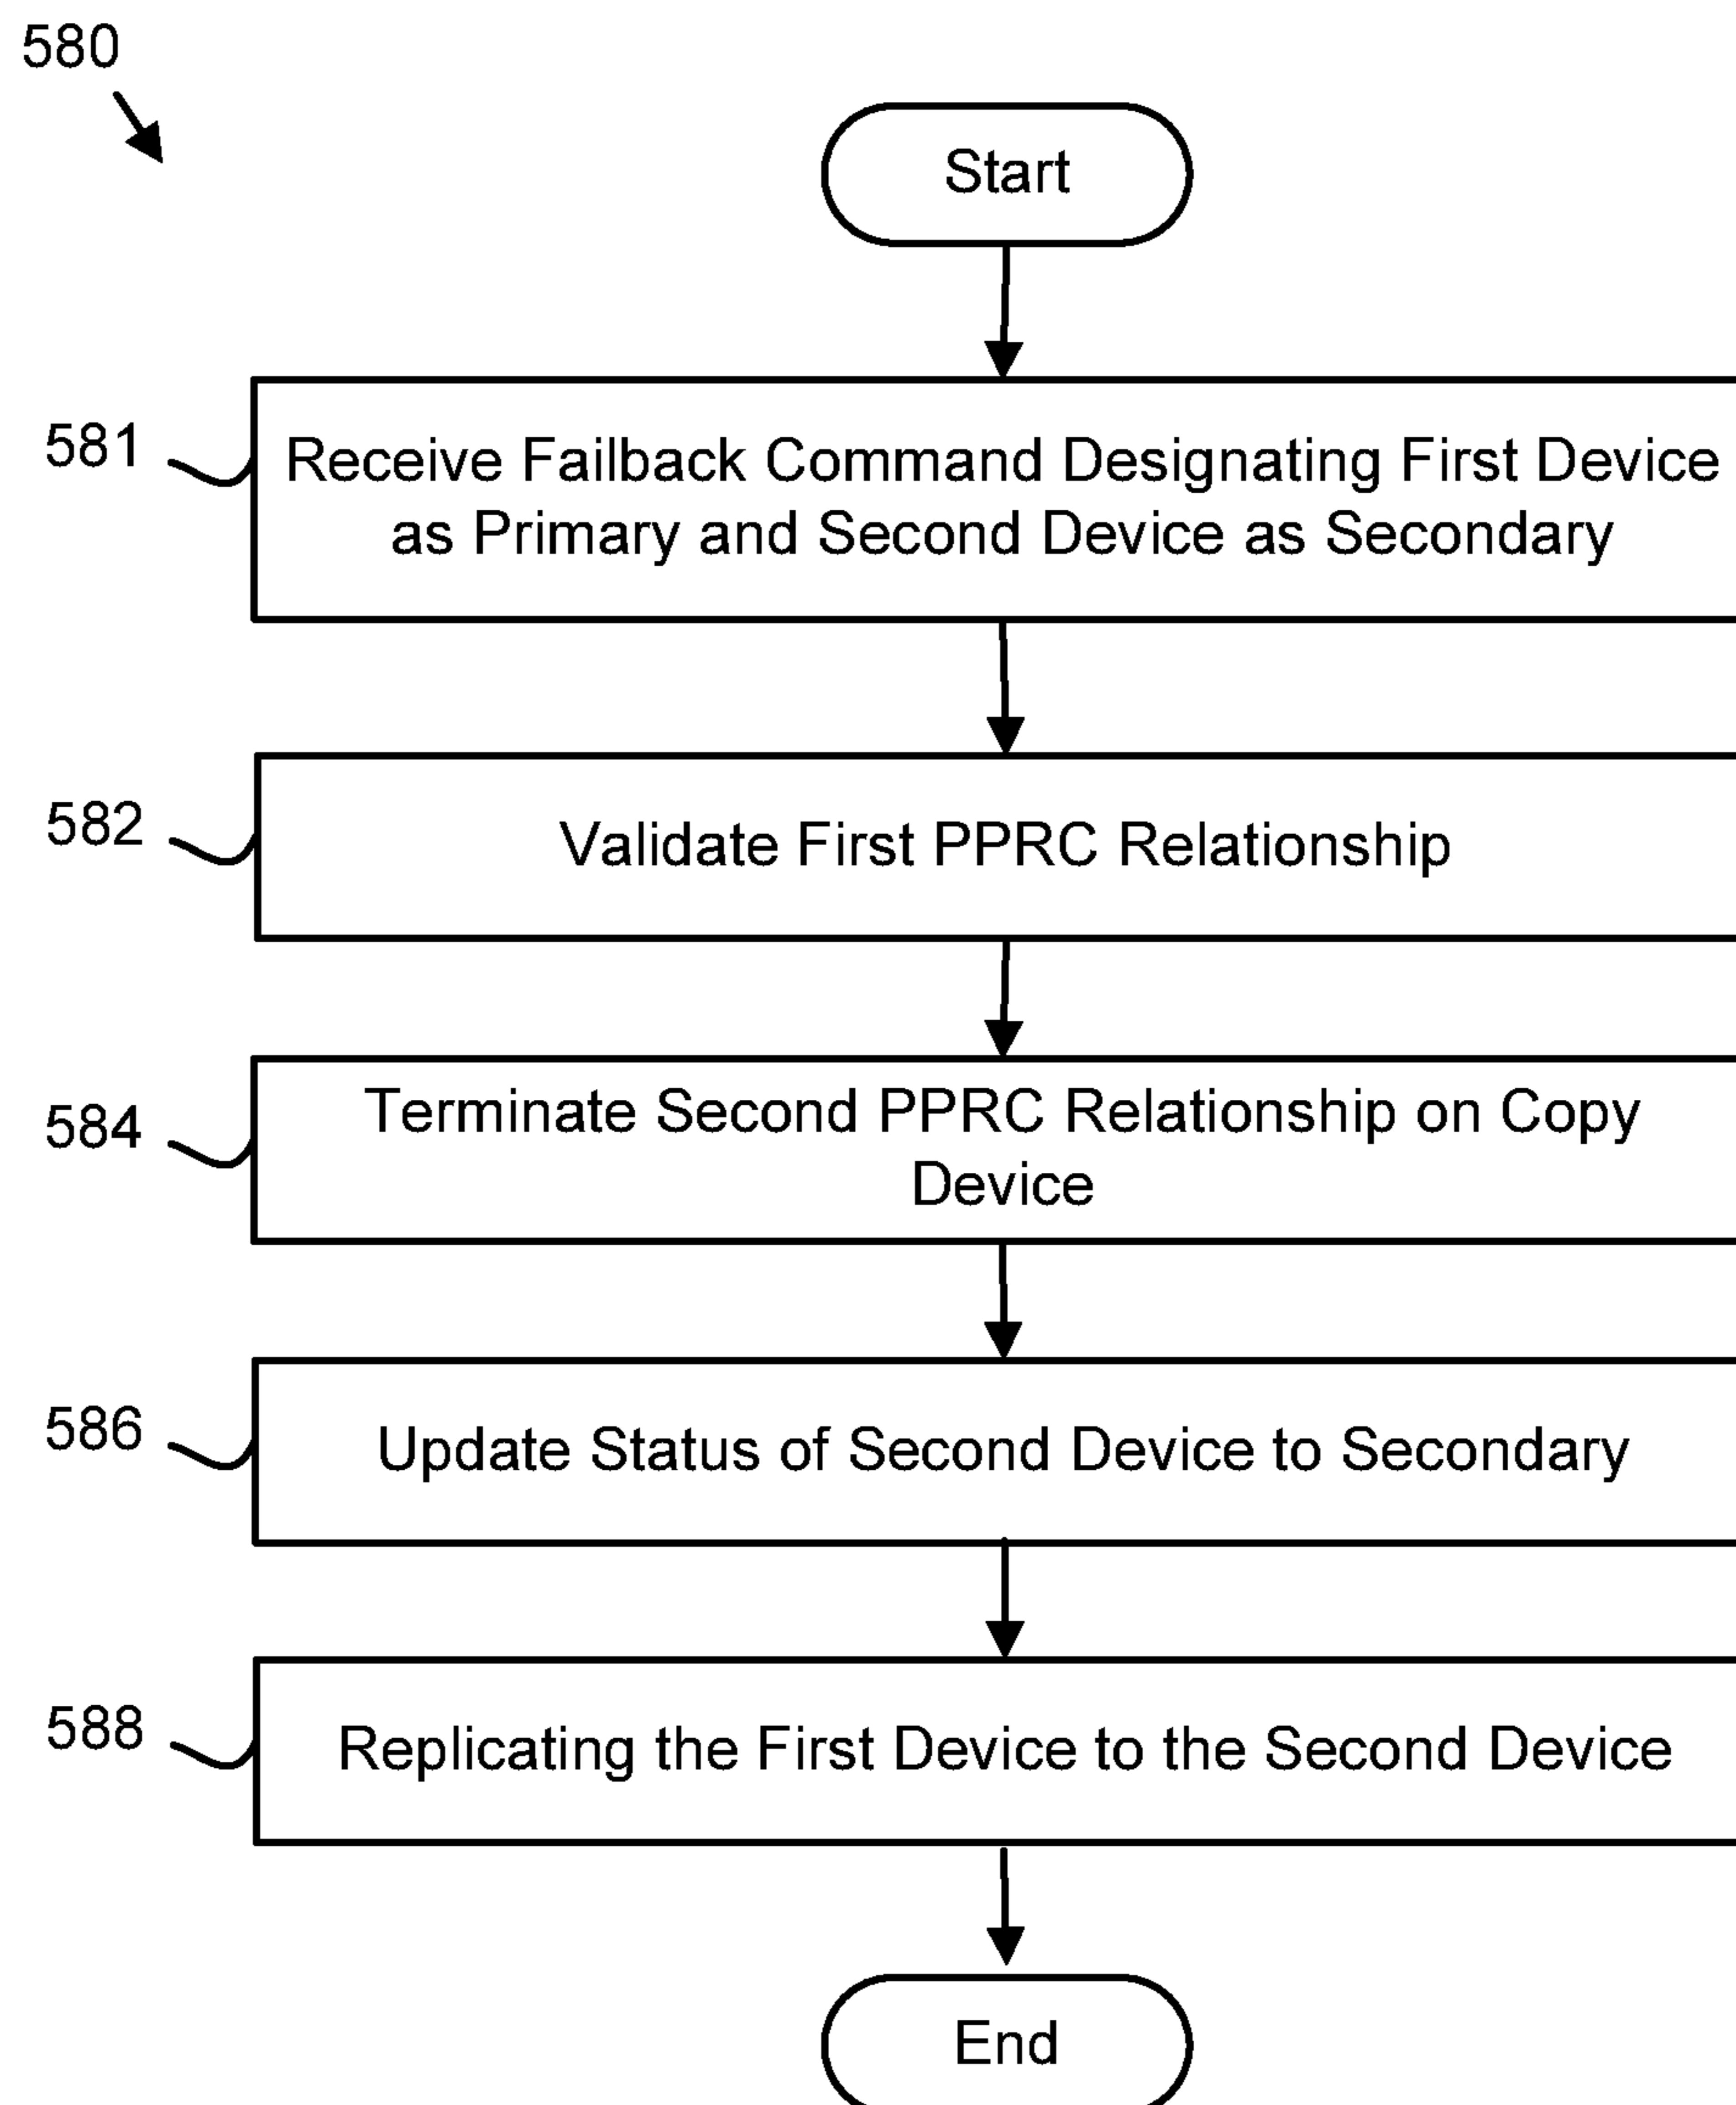 580
Start
581
Receive Failback Command Designating First Device
as Primary and Second Device as Secondary
582
Validate First PPRC Relationship
584
Terminate Second PPRC Relationship on Copy
Device
586
Update Status of Second Device to Secondary
588
Replicating the First Device to the Second Device
End